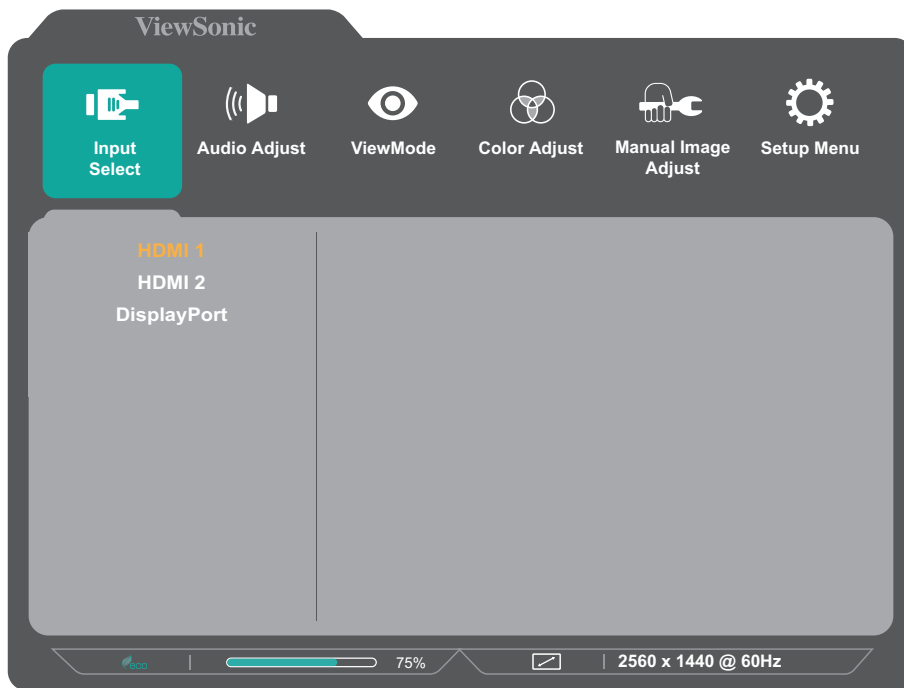 ViewSonic
Input
Select
Audio Adjust
ViewMode
Color Adjust
Manual Image
Adjust
Setup Menu
HDMI 1
HDMI 2
DisplayPort
eco
75%
2560 x 1440 @ 60Hz